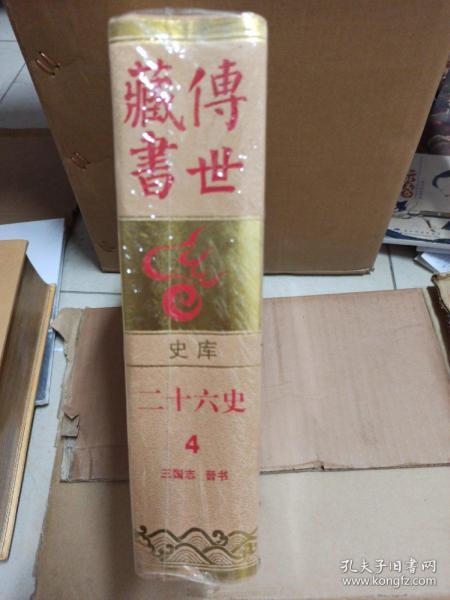 傳世
藏書
史库
二十六史
4
三国志 晉书
孔夫子旧书网
www.kongfz.com